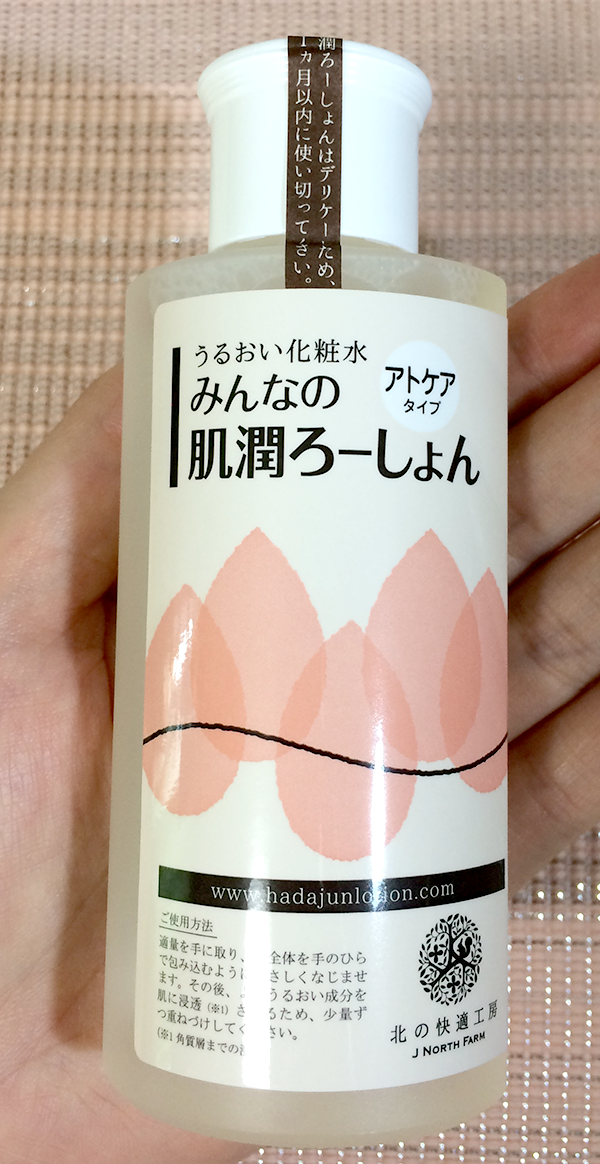 潤ろーしょんはデリケーため、
1ヵ月以内に使い切って さい。
うるおい化粧水
みんなの
肌潤ろーしょん
アトケア
タイプ
www.hadajunlotion.com
ご使用方法
適量を手に取り、 全体を手のひら
で包み込むように さしくなじませ
ます。その後、 うるおい成分を
肌に浸透(※1)さ るため、少量ず
つ重ねづけして さい。
(※1 角質層までの
北の快適工房
J NORTH FARM